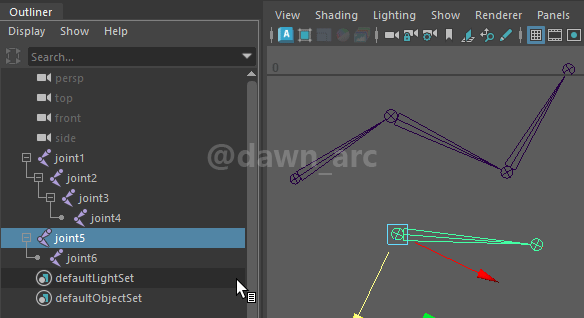 Outliner
Display Show Help
Search...
persp
top
front
side
joint1
joint2
joint3
joint4
joint5
joint6
defaultLightSet
defaultObjectSet
View Shading Lighting Show Renderer Panels
A
0
@dawn_arc